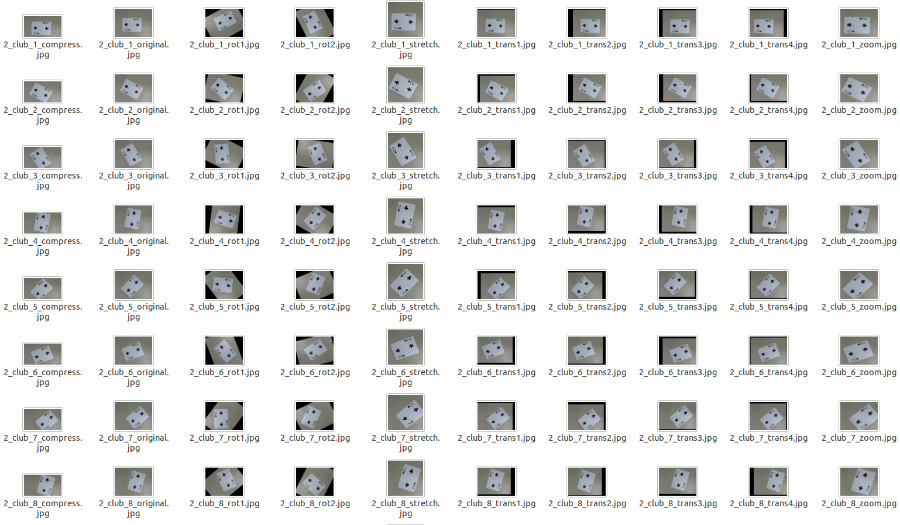 2_club_1_compress.jpg 2_club_1_original.jpg 2_club_1_rot1.jpg 2_club_1_rot2.jpg 2_club_1_stretch.jpg 2_club_1_trans1.jpg 2_club_1_trans2.jpg 2_club_1_trans3.jpg 2_club_1_trans4.jpg 2_club_1_zoom.jpg
2_club_2_compress.jpg 2_club_2_original.jpg 2_club_2_rot1.jpg 2_club_2_rot2.jpg 2_club_2_stretch.jpg 2_club_2_trans1.jpg 2_club_2_trans2.jpg 2_club_2_trans3.jpg 2_club_2_trans4.jpg 2_club_2_zoom.jpg
2_club_3_compress.jpg 2_club_3_original.jpg 2_club_3_rot1.jpg 2_club_3_rot2.jpg 2_club_3_stretch.jpg 2_club_3_trans1.jpg 2_club_3_trans2.jpg 2_club_3_trans3.jpg 2_club_3_trans4.jpg 2_club_3_zoom.jpg
2_club_4_compress.jpg 2_club_4_original.jpg 2_club_4_rot1.jpg 2_club_4_rot2.jpg 2_club_4_stretch.jpg 2_club_4_trans1.jpg 2_club_4_trans2.jpg 2_club_4_trans3.jpg 2_club_4_trans4.jpg 2_club_4_zoom.jpg
2_club_5_compress.jpg 2_club_5_original.jpg 2_club_5_rot1.jpg 2_club_5_rot2.jpg 2_club_5_stretch.jpg 2_club_5_trans1.jpg 2_club_5_trans2.jpg 2_club_5_trans3.jpg 2_club_5_trans4.jpg 2_club_5_zoom.jpg
2_club_6_compress.jpg 2_club_6_original.jpg 2_club_6_rot1.jpg 2_club_6_rot2.jpg 2_club_6_stretch.jpg 2_club_6_trans1.jpg 2_club_6_trans2.jpg 2_club_6_trans3.jpg 2_club_6_trans4.jpg 2_club_6_zoom.jpg
2_club_7_compress.jpg 2_club_7_original.jpg 2_club_7_rot1.jpg 2_club_7_rot2.jpg 2_club_7_stretch.jpg 2_club_7_trans1.jpg 2_club_7_trans2.jpg 2_club_7_trans3.jpg 2_club_7_trans4.jpg 2_club_7_zoom.jpg
2_club_8_compress.jpg 2_club_8_original.jpg 2_club_8_rot1.jpg 2_club_8_rot2.jpg 2_club_8_stretch.jpg 2_club_8_trans1.jpg 2_club_8_trans2.jpg 2_club_8_trans3.jpg 2_club_8_trans4.jpg 2_club_8_zoom.jpg